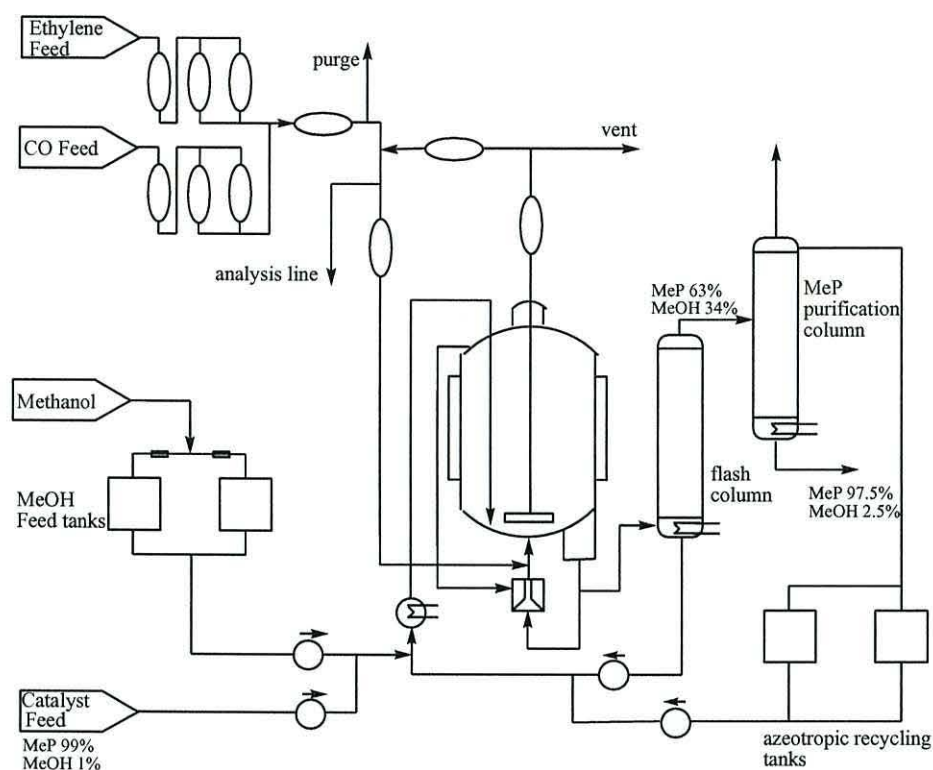 Ethylene
Feed
purge
CO Feed
vent
analysis line
MeP 63%
MeOH 34%
MeP
purification
column
Methanol
MeOH
Feed tanks
flash
column
MeP 97.5%
MeOH 2.5%
Catalyst
Feed
MeP 99%
MeOH 1%
azeotropic recycling
tanks